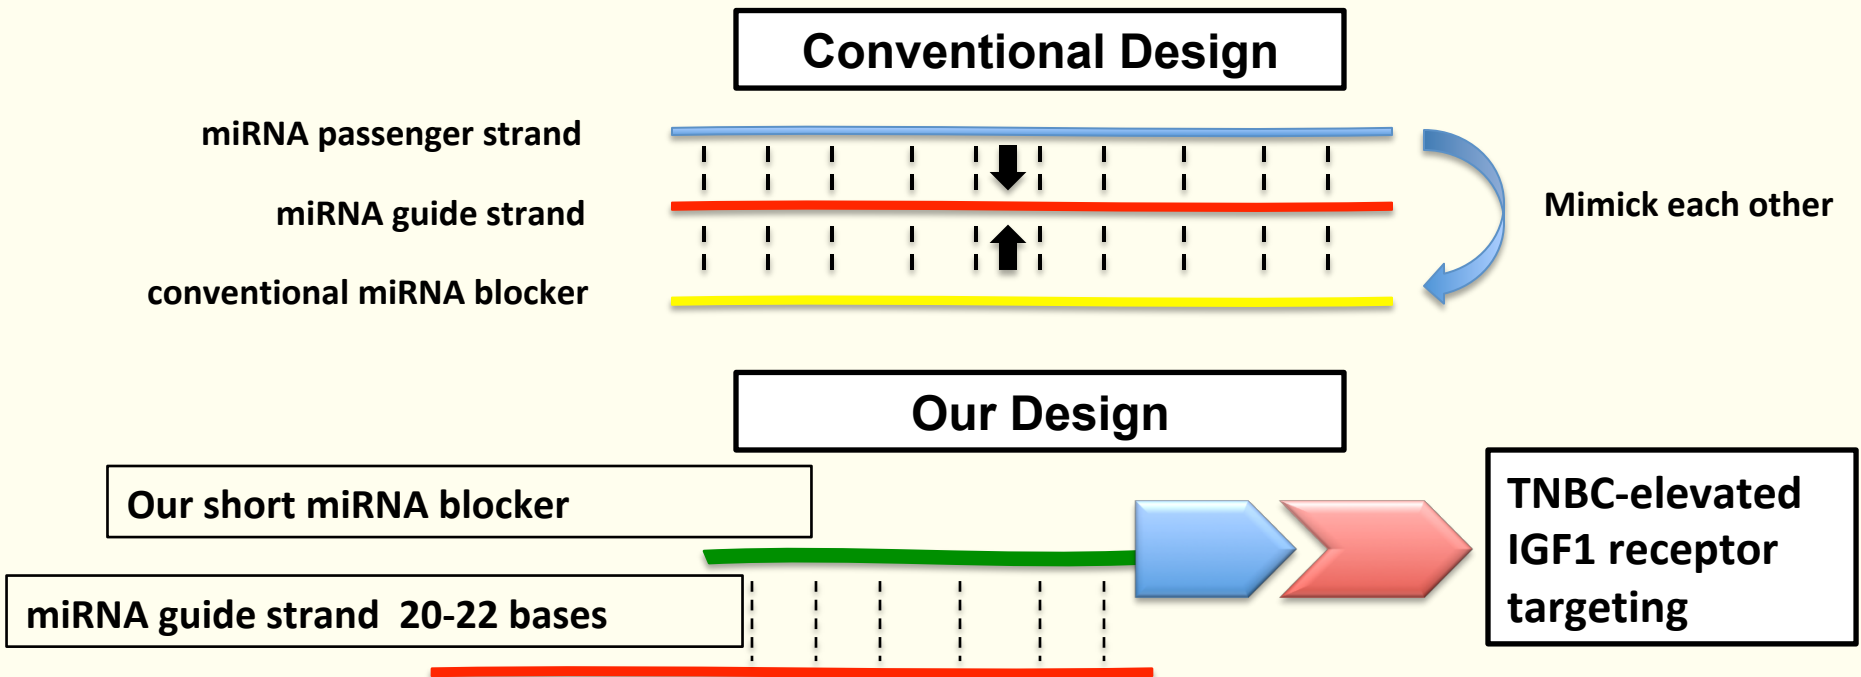 Conventional Design
miRNA passenger strand
miRNA guide strand
Mimick each other
conventional miRNA blocker
Our Design
Our short miRNA blocker
miRNA guide strand  20-22 bases
TNBC-elevated
IGF1 receptor
targeting